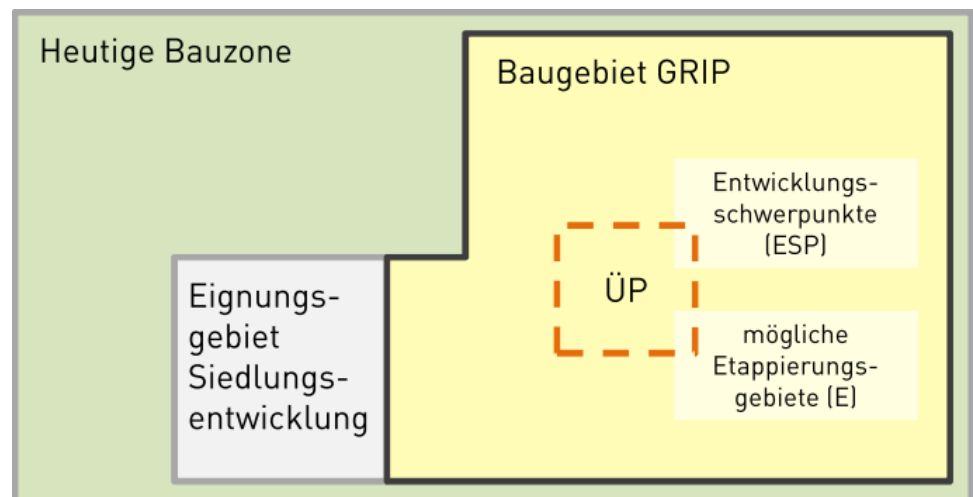 Heutige Bauzone
Baugebiet GRIP
Entwicklungs-
schwerpunkte
(ESP)
ÜP
mögliche
Etappierungs-
gebiete (E)
Eignungs-
gebiet
Siedlungs-
entwicklung